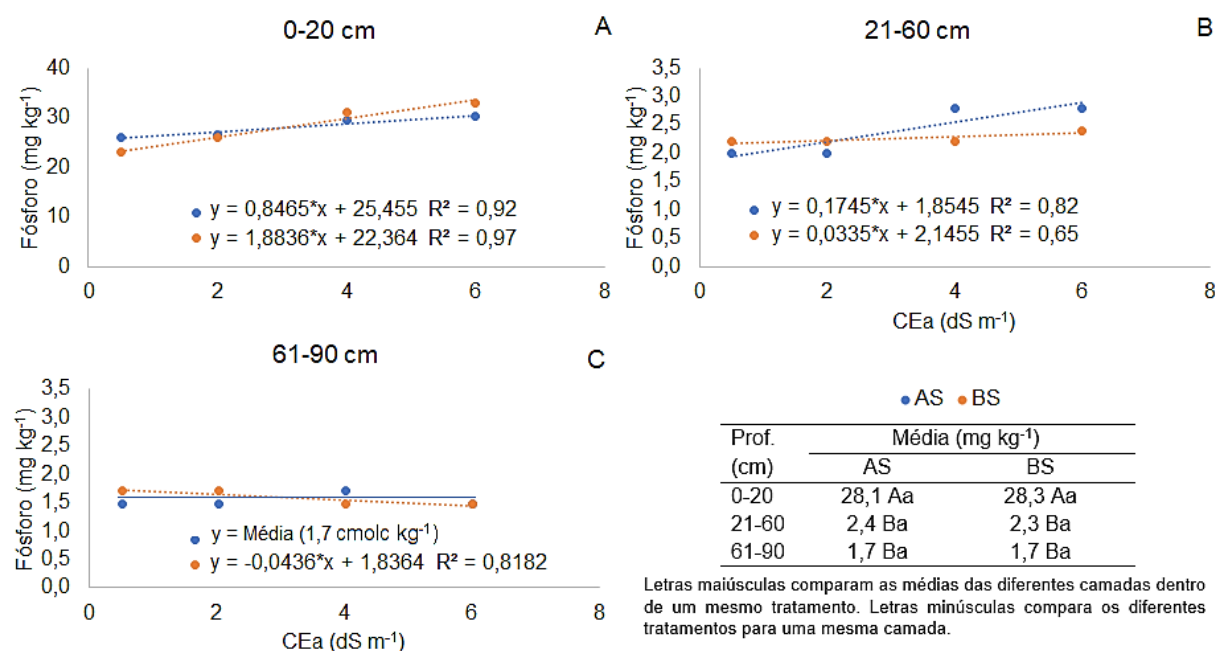 0-20 cm
A
Fósforo (mg kg⁻¹)
40
30
20
10
0
y = 0,8465*x + 25,455 R² = 0,92
y = 1,8836*x + 22,364 R² = 0,97
0 2 4 6 8
21-60 cm
B
Fósforo (mg kg⁻¹)
3,5
3,0
2,5
2,0
1,5
1,0
0,5
0,0
y = 0,1745*x + 1,8545 R² = 0,82
y = 0,0335*x + 2,1455 R² = 0,65
0 2 4 6 8
CEa (dS m⁻¹)
61-90 cm
C
Fósforo (mg kg⁻¹)
3,5
3,0
2,5
2,0
1,5
1,0
0,5
0,0
y = Média (1,7 cmolc kg⁻¹)
y = -0,0436*x + 1,8364 R² = 0,8182
0 2 4 6 8
CEa (dS m⁻¹)
AS BS
Prof. Média (mg kg⁻¹)
(cm) AS BS
0-20 28,1 Aa 28,3 Aa
21-60 2,4 Ba 2,3 Ba
61-90 1,7 Ba 1,7 Ba
Letras maiúsculas comparam as médias das diferentes camadas dentro
de um mesmo tratamento. Letras minúsculas compara os diferentes
tratamentos para uma mesma camada.